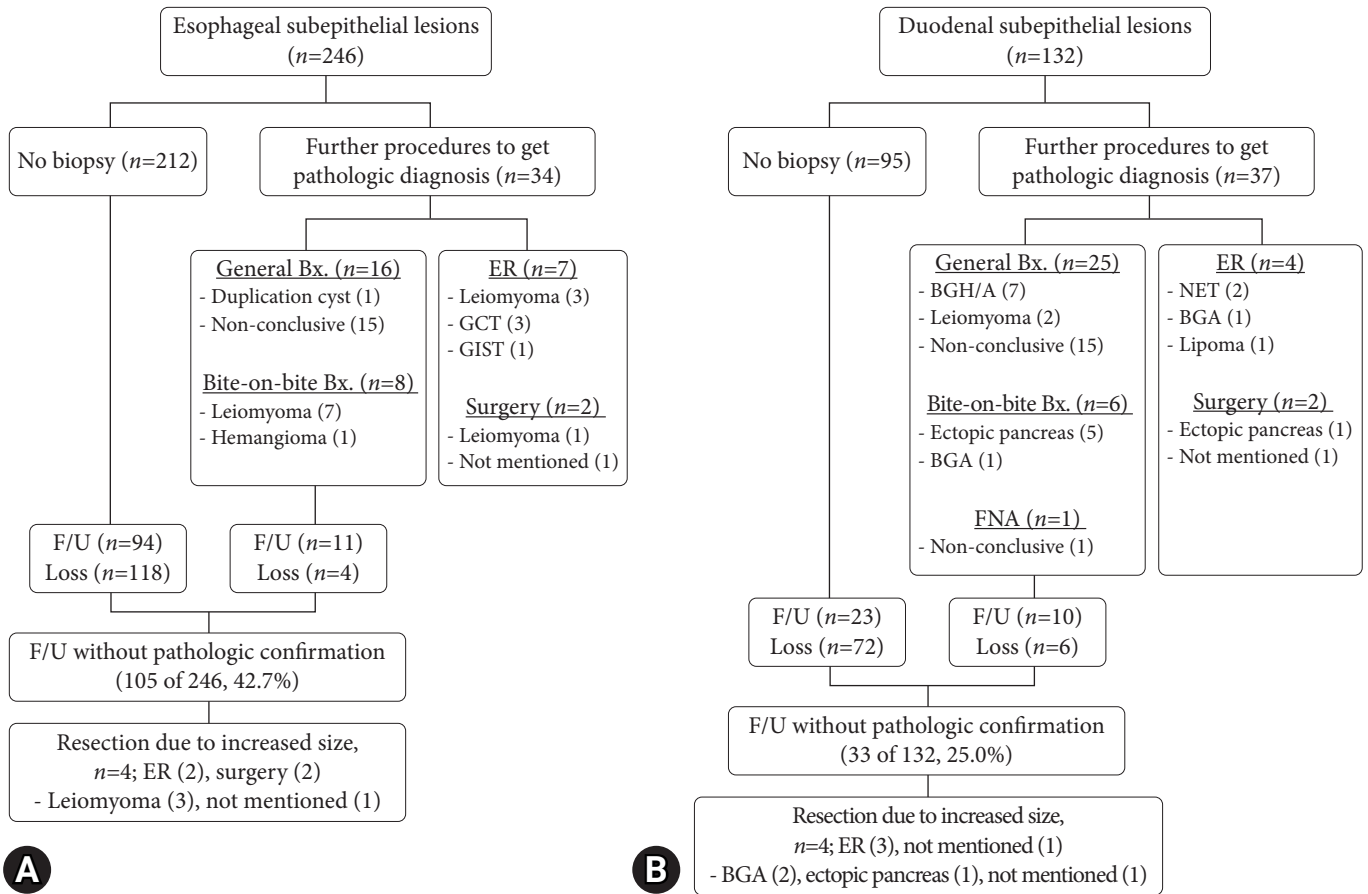 Esophageal subepithelial lesions
(n=246)
No biopsy (n=212)
Further procedures to get
pathologic diagnosis (n=34)
General Bx. (n=16)
- Duplication cyst (1)
- Non-conclusive (15)
Bite-on-bite Bx. (n=8)
- Leiomyoma (7)
- Hemangioma (1)
ER (n=7)
- Leiomyoma (3)
- GCT (3)
- GIST (1)
Surgery (n=2)
- Leiomyoma (1)
- Not mentioned (1)
F/U (n=94)
Loss (n=118)
F/U (n=11)
Loss (n=4)
F/U without pathologic confirmation
(105 of 246, 42.7%)
Resection due to increased size,
n=4; ER (2), surgery (2)
- Leiomyoma (3), not mentioned (1)
A
Duodenal subepithelial lesions
(n=132)
No biopsy (n=95)
Further procedures to get
pathologic diagnosis (n=37)
General Bx. (n=25)
- BGH/A (7)
- Leiomyoma (2)
- Non-conclusive (15)
Bite-on-bite Bx. (n=6)
- Ectopic pancreas (5)
- BGA (1)
FNA (n=1)
- Non-conclusive (1)
ER (n=4)
- NET (2)
- BGA (1)
- Lipoma (1)
Surgery (n=2)
- Ectopic pancreas (1)
- Not mentioned (1)
F/U (n=23)
Loss (n=72)
F/U (n=10)
Loss (n=6)
F/U without pathologic confirmation
(33 of 132, 25.0%)
Resection due to increased size,
n=4; ER (3), not mentioned (1)
- BGA (2), ectopic pancreas (1), not mentioned (1)
B